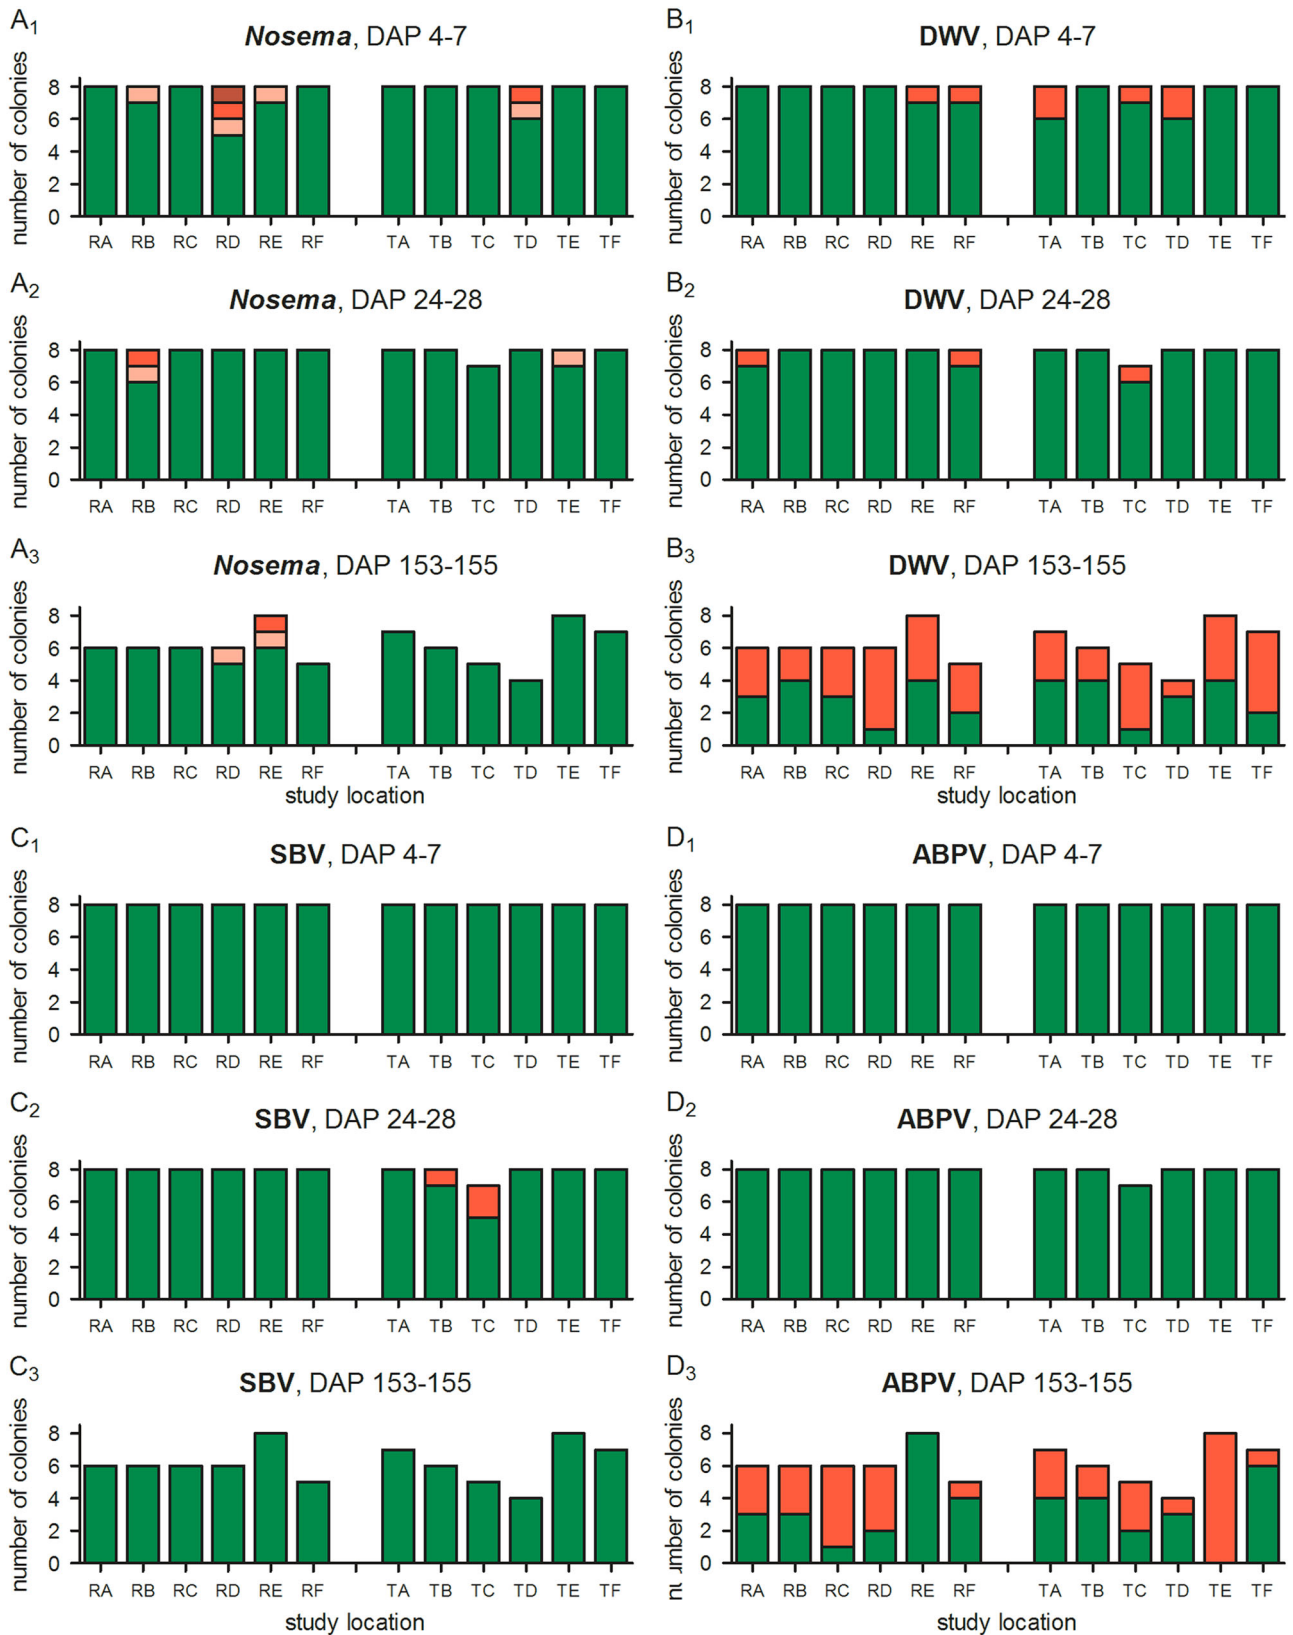 A1
Nosema, DAP 4-7
number of colonies
8
6
4
2
0
RA RB RC RD RE RF TA TB TC TD TE TF
B1
DWV, DAP 4-7
number of colonies
8
6
4
2
0
RA RB RC RD RE RF TA TB TC TD TE TF
A2
Nosema, DAP 24-28
number of colonies
8
6
4
2
0
RA RB RC RD RE RF TA TB TC TD TE TF
B2
DWV, DAP 24-28
number of colonies
8
6
4
2
0
RA RB RC RD RE RF TA TB TC TD TE TF
A3
Nosema, DAP 153-155
number of colonies
8
6
4
2
0
RA RB RC RD RE RF TA TB TC TD TE TF
study location
B3
DWV, DAP 153-155
number of colonies
8
6
4
2
0
RA RB RC RD RE RF TA TB TC TD TE TF
study location
C1
SBV, DAP 4-7
number of colonies
8
6
4
2
0
RA RB RC RD RE RF TA TB TC TD TE TF
D1
ABPV, DAP 4-7
number of colonies
8
6
4
2
0
RA RB RC RD RE RF TA TB TC TD TE TF
C2
SBV, DAP 24-28
number of colonies
8
6
4
2
0
RA RB RC RD RE RF TA TB TC TD TE TF
D2
ABPV, DAP 24-28
number of colonies
8
6
4
2
0
RA RB RC RD RE RF TA TB TC TD TE TF
C3
SBV, DAP 153-155
number of colonies
8
6
4
2
0
RA RB RC RD RE RF TA TB TC TD TE TF
study location
D3
ABPV, DAP 153-155
number of colonies
8
6
4
2
0
RA RB RC RD RE RF TA TB TC TD TE TF
study location